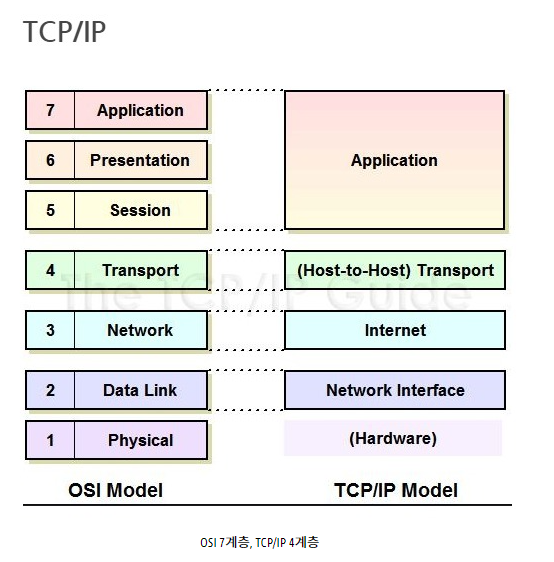 TCP/IP
7 Application
6 Presentation
5 Session
Application
4 Transport
(Host-to-Host) Transport
The TCP/IP Guide
3 Network
Internet
2 Data Link
Network Interface
1 Physical
(Hardware)
OSI Model
TCP/IP Model
OSI 7계층, TCP/IP 4계층